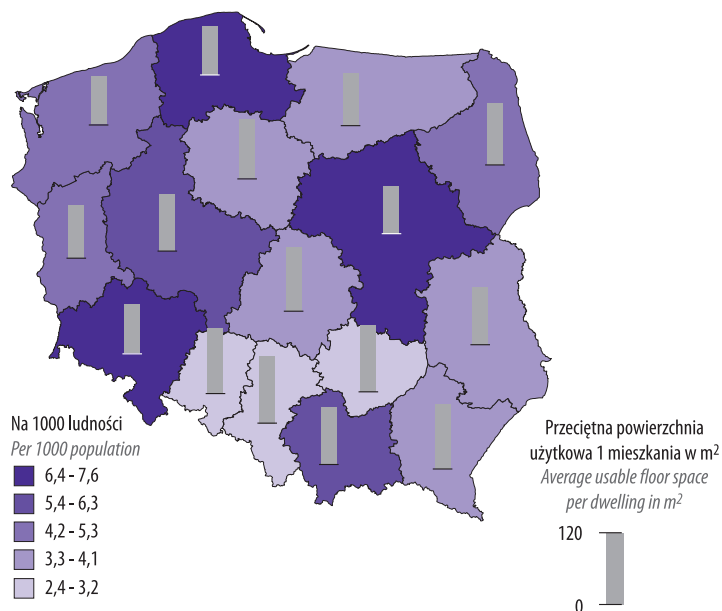 Na 1000 ludności
Per 1000 population
6,4 – 7,6
5,4 – 6,3
4,2 – 5,3
3,3 – 4,1
2,4 – 3,2
Przeciętna powierzchnia
użytkowa 1 mieszkania w m²
Average usable floor space
per dwelling in m²
120
0